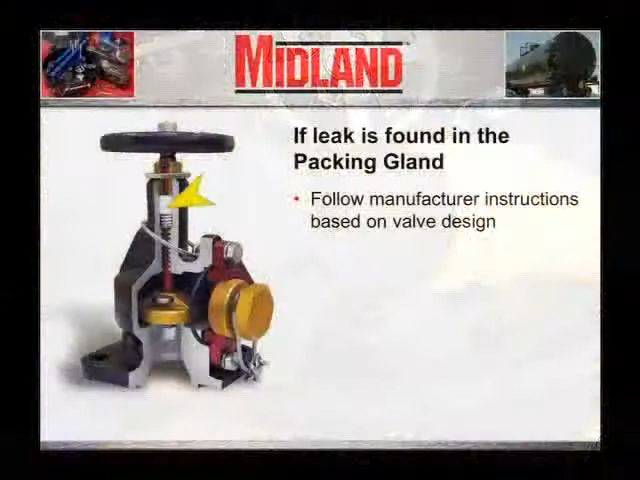 MIDLAND
If leak is found in the
Packing Gland
• Follow manufacturer instructions
based on valve design